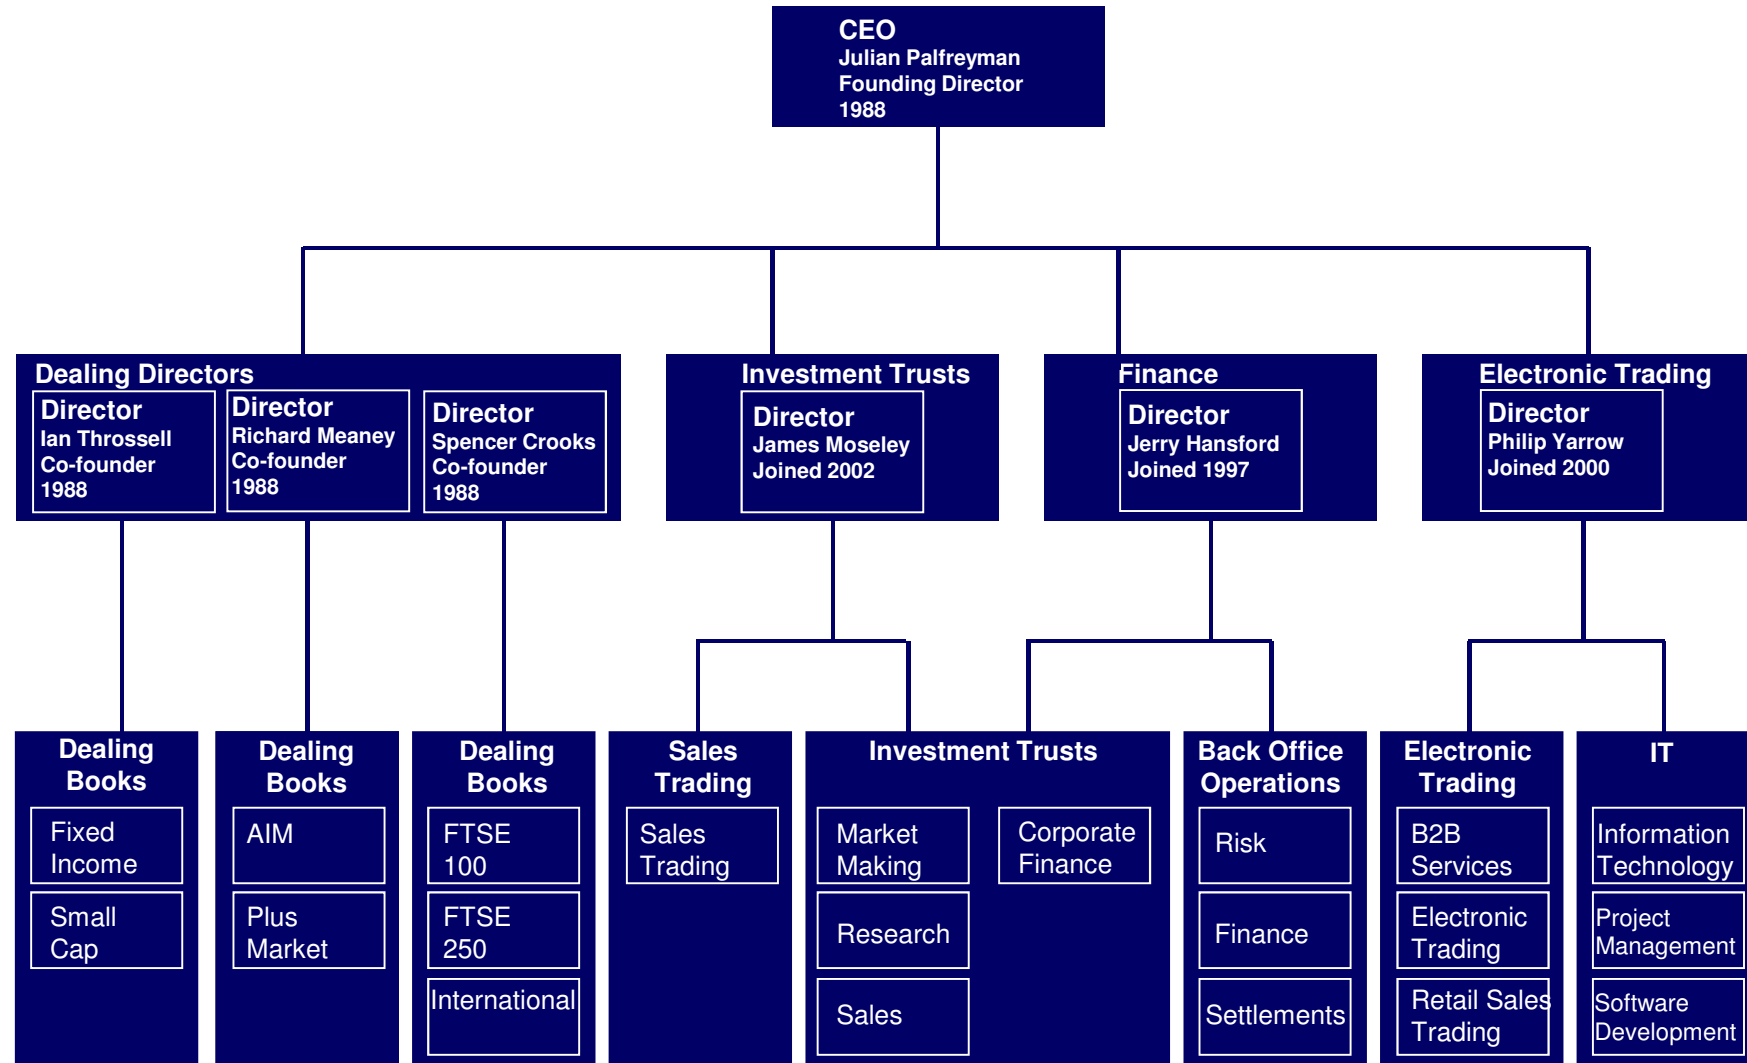 CEO
Julian Palfreyman
Founding Director
1988
Dealing Directors
Director
Ian Throssell
Co-founder
1988
Director
Richard Meaney
Co-founder
1988
Director
Spencer Crooks
Co-founder
1988
Investment Trusts
Director
James Moseley
Joined 2002
Finance
Director
Jerry Hansford
Joined 1997
Electronic Trading
Director
Philip Yarrow
Joined 2000
Dealing
Books
Fixed
Income
Small
Cap
Dealing
Books
AIM
Plus
Market
Dealing
Books
FTSE
100
FTSE
250
International
Sales
Trading
Sales
Trading
Investment Trusts
Market
Making
Research
Sales
Corporate
Finance
Back Office
Operations
Risk
Finance
Settlements
Electronic
Trading
B2B
Services
Electronic
Trading
Retail Sales
Trading
IT
Information
Technology
Project
Management
Software
Development